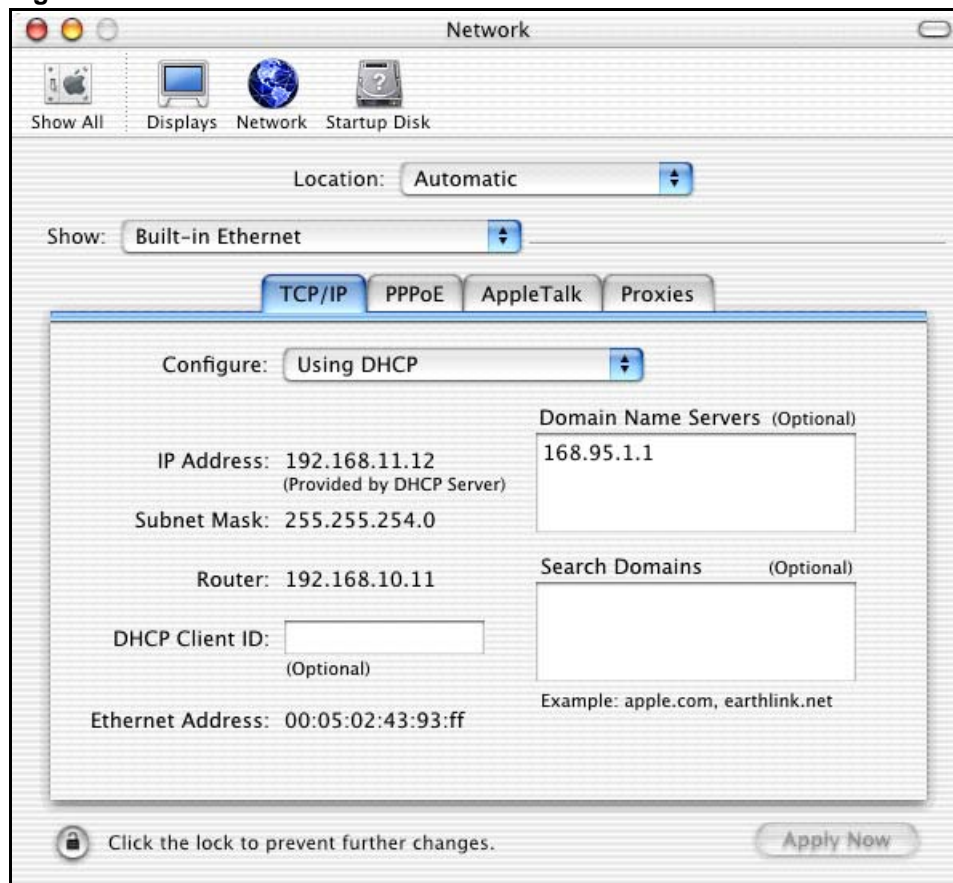 Network
Show All Displays Network Startup Disk
Location: Automatic
Show: Built-in Ethernet
TCP/IP PPPoE AppleTalk Proxies
Configure: Using DHCP
Domain Name Servers (Optional)
168.95.1.1
IP Address: 192.168.11.12
(Provided by DHCP Server)
Subnet Mask: 255.255.254.0
Router: 192.168.10.11
Search Domains (Optional)
DHCP Client ID:
(Optional)
Example: apple.com, earthlink.net
Ethernet Address: 00:05:02:43:93:ff
Click the lock to prevent further changes.
Apply Now